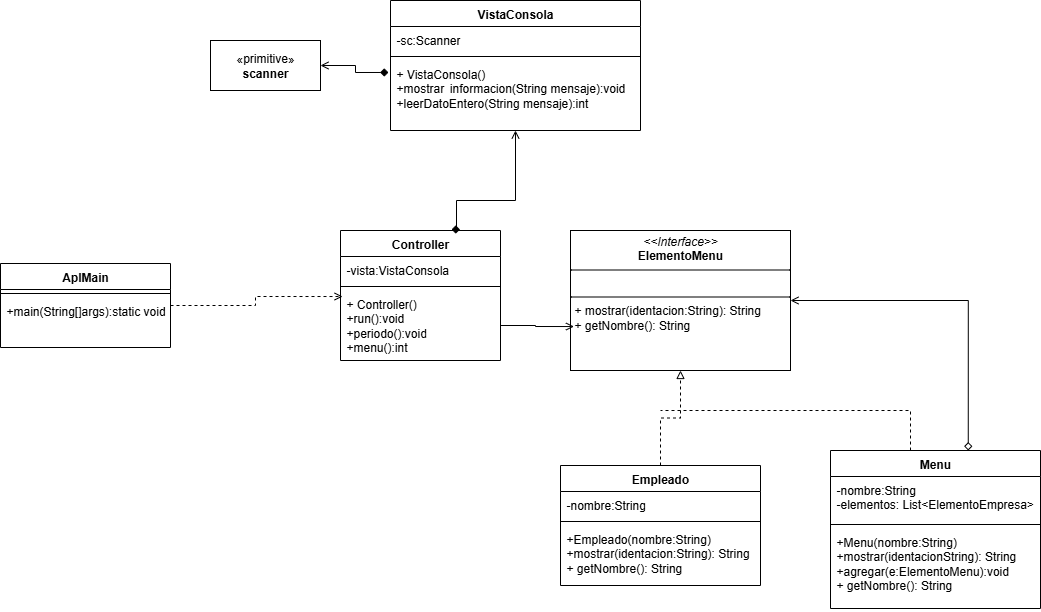 VistaConsola
-sc:Scanner
+ VistaConsola()
+mostrar informacion(String mensaje):void
+leerDatoEntero(String mensaje):int
«primitive»
scanner
Controller
-vista:VistaConsola
+ Controller()
+run():void
+periodo():void
+menu():int
<<Interface>>
ElementoMenu
+ mostrar(identacion:String): String
+ getNombre(): String
AplMain
+main(String[]args):static void
Empleado
-nombre:String
+Empleado(nombre:String)
+mostrar(identacion:String): String
+ getNombre(): String
Menu
-nombre:String
-elementos: List<ElementoEmpresa>
+Menu(nombre:String)
+mostrar(identacionString): String
+agregar(e:ElementoMenu):void
+ getNombre(): String